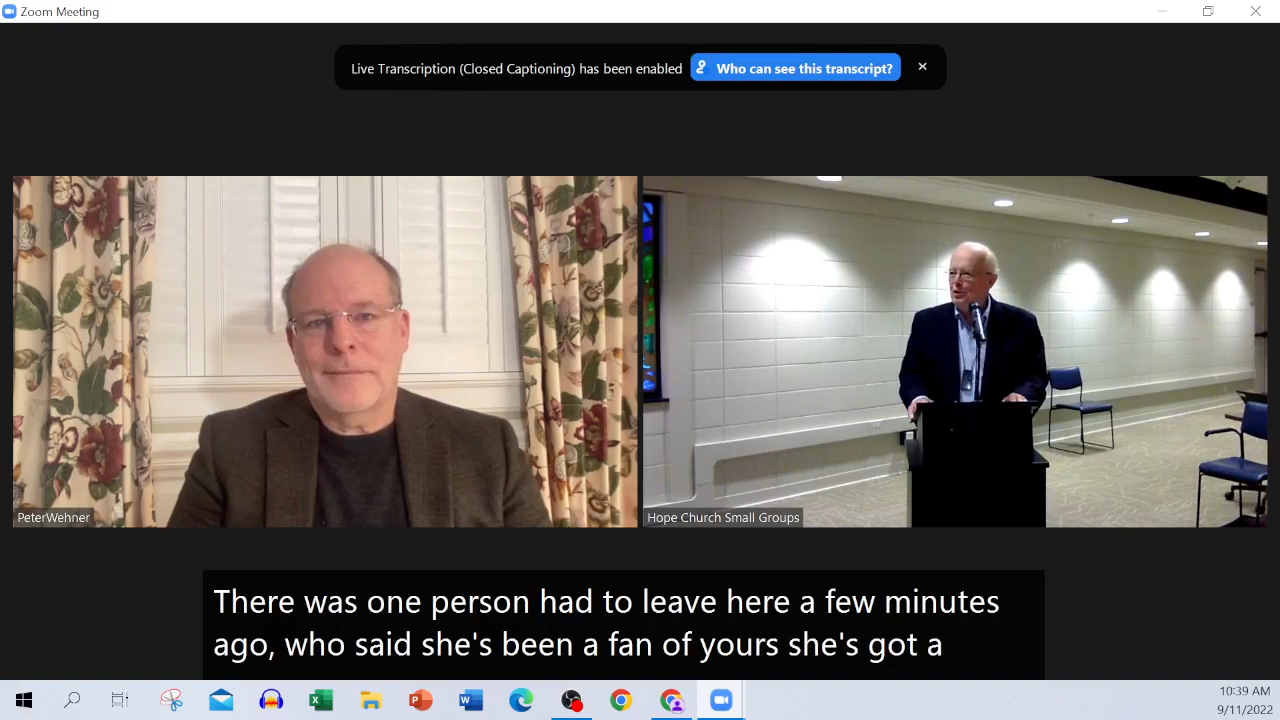 Zoom Meeting
Live Transcription (Closed Captioning) has been enabled
Who can see this transcript?
PeterWehner
Hope Church Small Groups
There was one person had to leave here a few minutes
ago, who said she's been a fan of yours she's got a
10:39 AM
9/11/2022